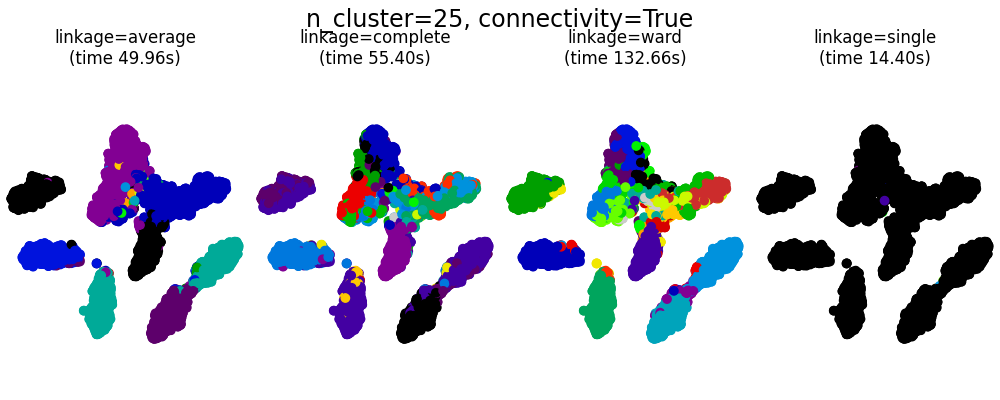 n_cluster=25, connectivity=True
linkage=average
(time 49.96s)
linkage=complete
(time 55.40s)
linkage=ward
(time 132.66s)
linkage=single
(time 14.40s)